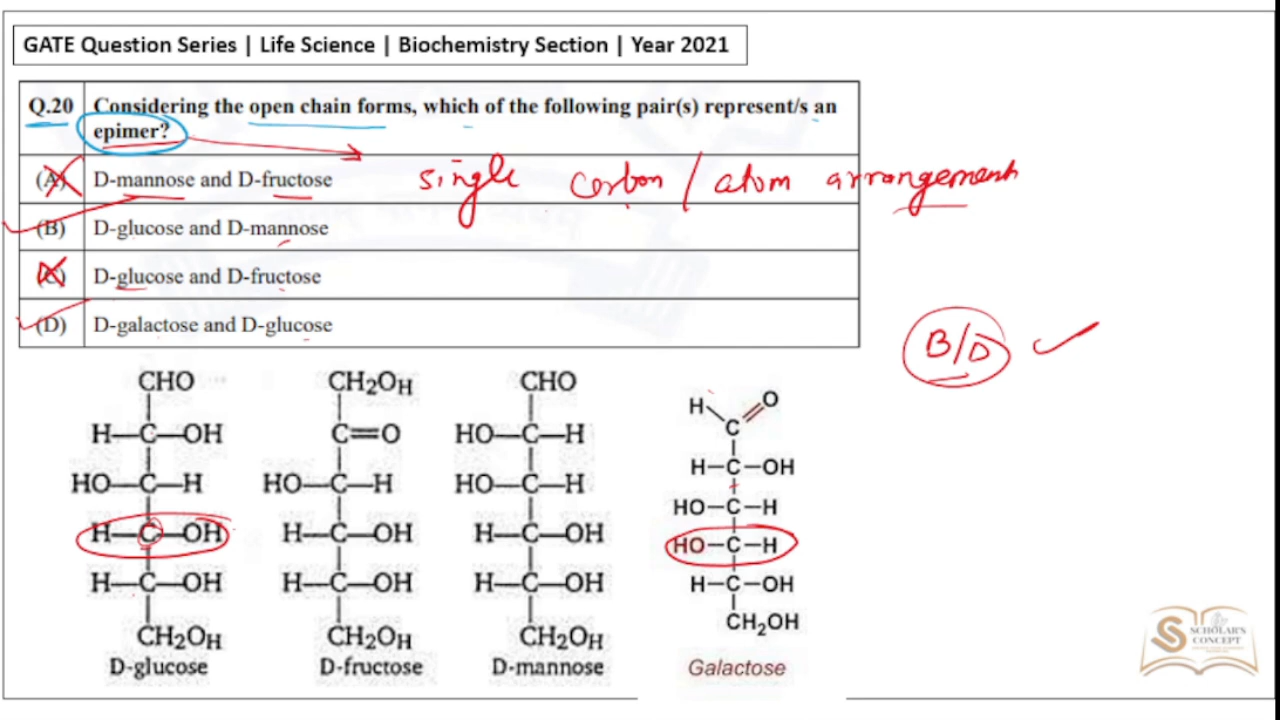 GATE Question Series | Life Science | Biochemistry Section | Year 2021
Q.20 Considering the open chain forms, which of the following pair(s) represent/s an
epimer?
(A) D-mannose and D-fructose
single carbon / atom arrangement
(B) D-glucose and D-mannose
(C) D-glucose and D-fructose
(D) D-galactose and D-glucose
B/D
CHO
H—C—OH
HO—C—H
H—C—OH
H—C—OH
CH2OH
D-glucose
CH2OH
C=O
HO—C—H
H—C—OH
H—C—OH
CH2OH
D-fructose
CHO
HO—C—H
HO—C—H
H—C—OH
H—C—OH
CH2OH
D-mannose
H O
C
H—C—OH
HO—C—H
HO—C—H
H—C—OH
CH2OH
Galactose
S SCHOLAR'S
CONCEPT